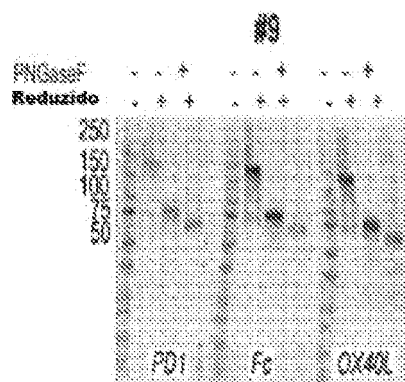 #9
PNGaseF - - + - - + - - +
Reduzido - + + - + + - + +
250
150
100
75
50
PD1 Fc OX40L